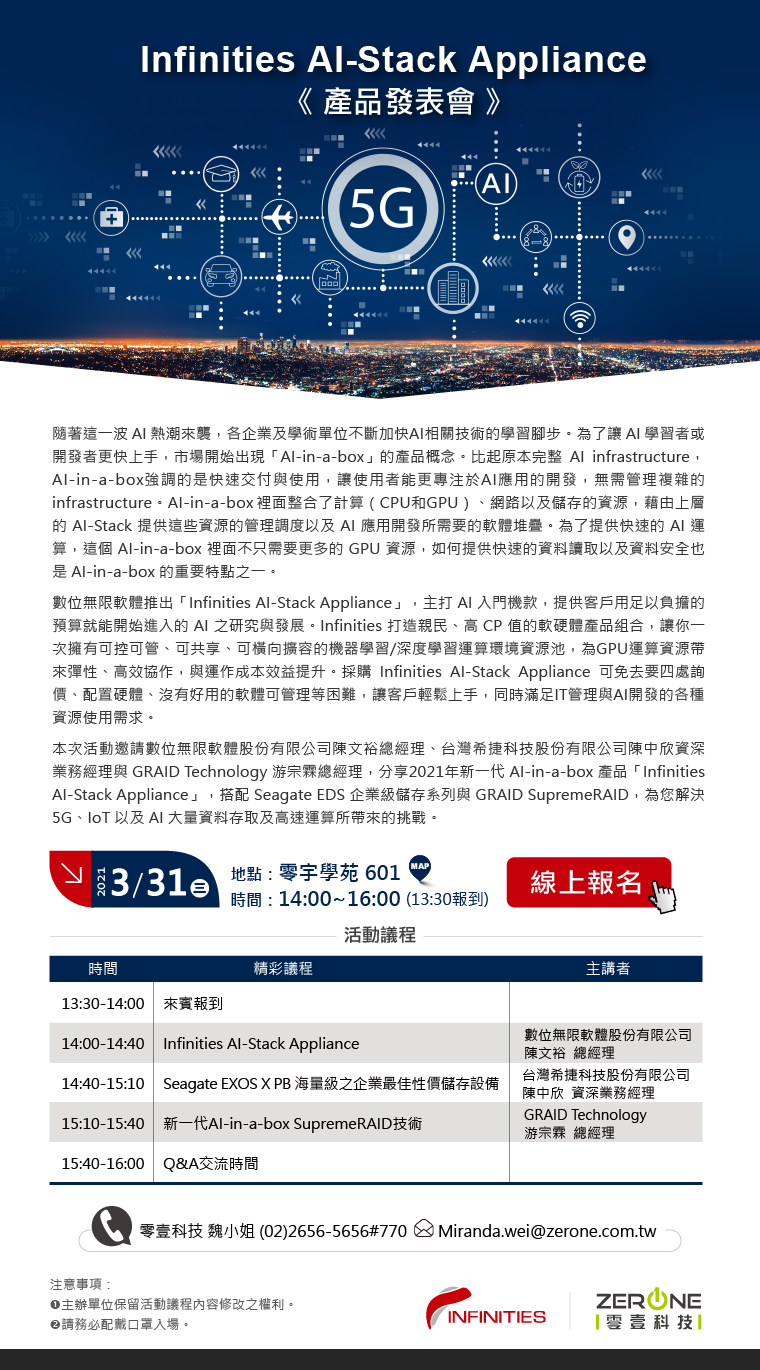 Infinities AI-Stack Appliance
《 產品發表會 》
5G
AI
隨著這一波 AI 熱潮來襲，各企業及學術單位不斷加快AI相關技術的學習腳步。為了讓 AI 學習者或
開發者更快上手，市場開始出現「AI-in-a-box」的產品概念。比起原本完整 AI infrastructure，
AI-in-a-box強調的是快速交付與使用，讓使用者能更專注於AI應用的開發，無需管理複雜的
infrastructure。AI-in-a-box 裡面整合了計算（CPU和GPU）、網路以及儲存的資源，藉由上層
的 AI-Stack 提供這些資源的管理調度以及 AI 應用開發所需要的軟體堆疊。為了提供快速的 AI 運
算，這個 AI-in-a-box 裡面不只需要更多的 GPU 資源，如何提供快速的資料讀取以及資料安全也
是 AI-in-a-box 的重要特點之一。
數位無限軟體推出「Infinities AI-Stack Appliance」，主打 AI 入門機款，提供客戶用足以負擔的
預算就能開始進入的 AI 之研究與發展。Infinities 打造親民、高 CP 值的軟硬體產品組合，讓你一
次擁有可控可管、可共享、可橫向擴容的機器學習/深度學習運算環境資源池，為GPU運算資源帶
來彈性、高效協作，與運作成本效益提升。採購 Infinities AI-Stack Appliance 可免去要四處詢
價、配置硬體、沒有好用的軟體可管理等困難，讓客戶輕鬆上手，同時滿足IT管理與AI開發的各種
資源使用需求。
本次活動邀請數位無限軟體股份有限公司陳文裕總經理、台灣希捷科技股份有限公司陳中欣資深
業務經理與 GRAID Technology 游宗霖總經理，分享2021年新一代 AI-in-a-box 產品「Infinities
AI-Stack Appliance」，搭配 Seagate EDS 企業級儲存系列與 GRAID SupremeRAID，為您解決
5G、IoT 以及 AI 大量資料存取及高速運算所帶來的挑戰。
2021 3/31 三
地點：零宇學苑 601 MAP
時間：14:00~16:00 (13:30報到)
線上報名
活動議程
時間 精彩議程 主講者
13:30-14:00 來賓報到
14:00-14:40 Infinities AI-Stack Appliance 數位無限軟體股份有限公司
陳文裕 總經理
14:40-15:10 Seagate EXOS X PB 海量級之企業最佳性價儲存設備 台灣希捷科技股份有限公司
陳中欣 資深業務經理
15:10-15:40 新一代AI-in-a-box SupremeRAID技術 GRAID Technology
游宗霖 總經理
15:40-16:00 Q&A交流時間
零壹科技 魏小姐 (02)2656-5656#770 Miranda.wei@zerone.com.tw
注意事項：
❶主辦單位保留活動議程內容修改之權利。
❷請務必配戴口罩入場。
INFINITIES
ZERONE
零壹科技